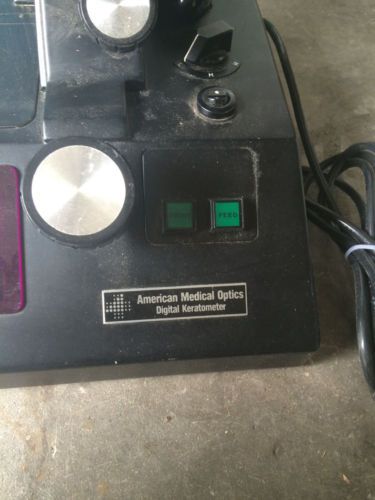 FEED
American Medical Optics
Digital Keratometer